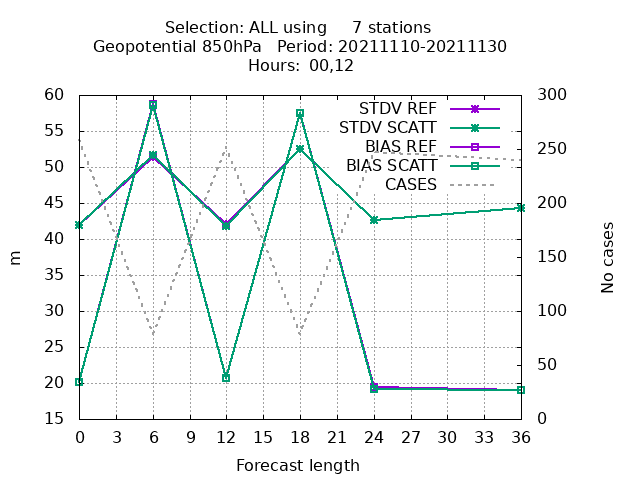 Selection: ALL using     7 stations
Geopotential 850hPa   Period: 20211110-20211130
Hours: 00,12
60
55
50
45
40
35
30
25
20
15
m
STDV REF
STDV SCATT
BIAS REF
BIAS SCATT
CASES
300
250
200
150
100
50
0
No cases
0 3 6 9 12 15 18 21 24 27 30 33 36
Forecast length